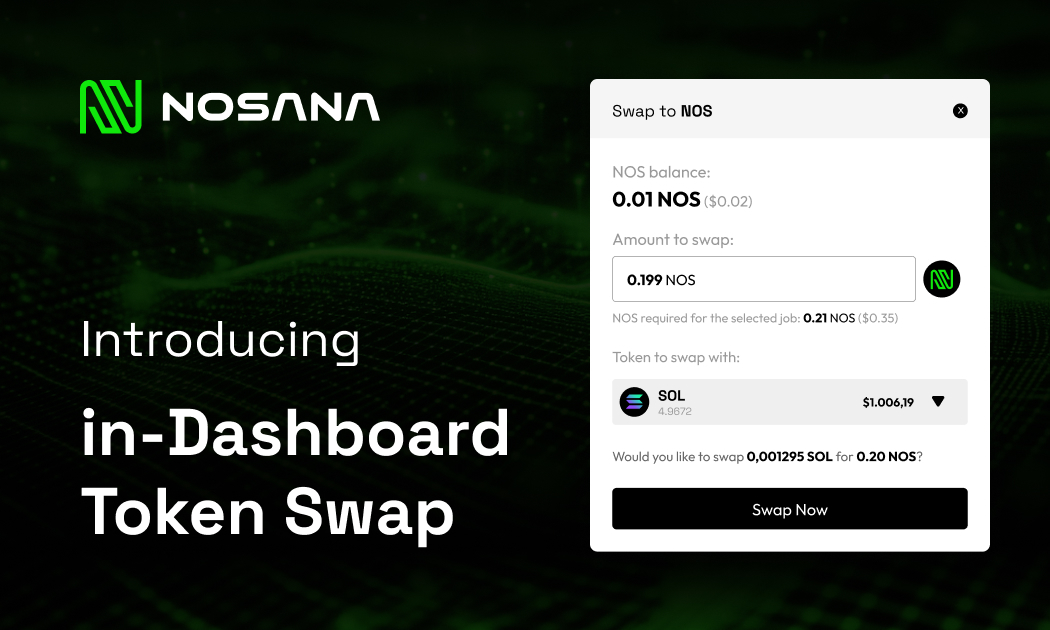 NOSANA
Introducing
in-Dashboard
Token Swap
Swap to NOS
X
NOS balance:
0.01 NOS ($0.02)
Amount to swap:
0.199 NOS
NOS required for the selected job: 0.21 NOS ($0.35)
Token to swap with:
SOL
4.9672
$1.006,19
Would you like to swap 0,001295 SOL for 0.20 NOS?
Swap Now